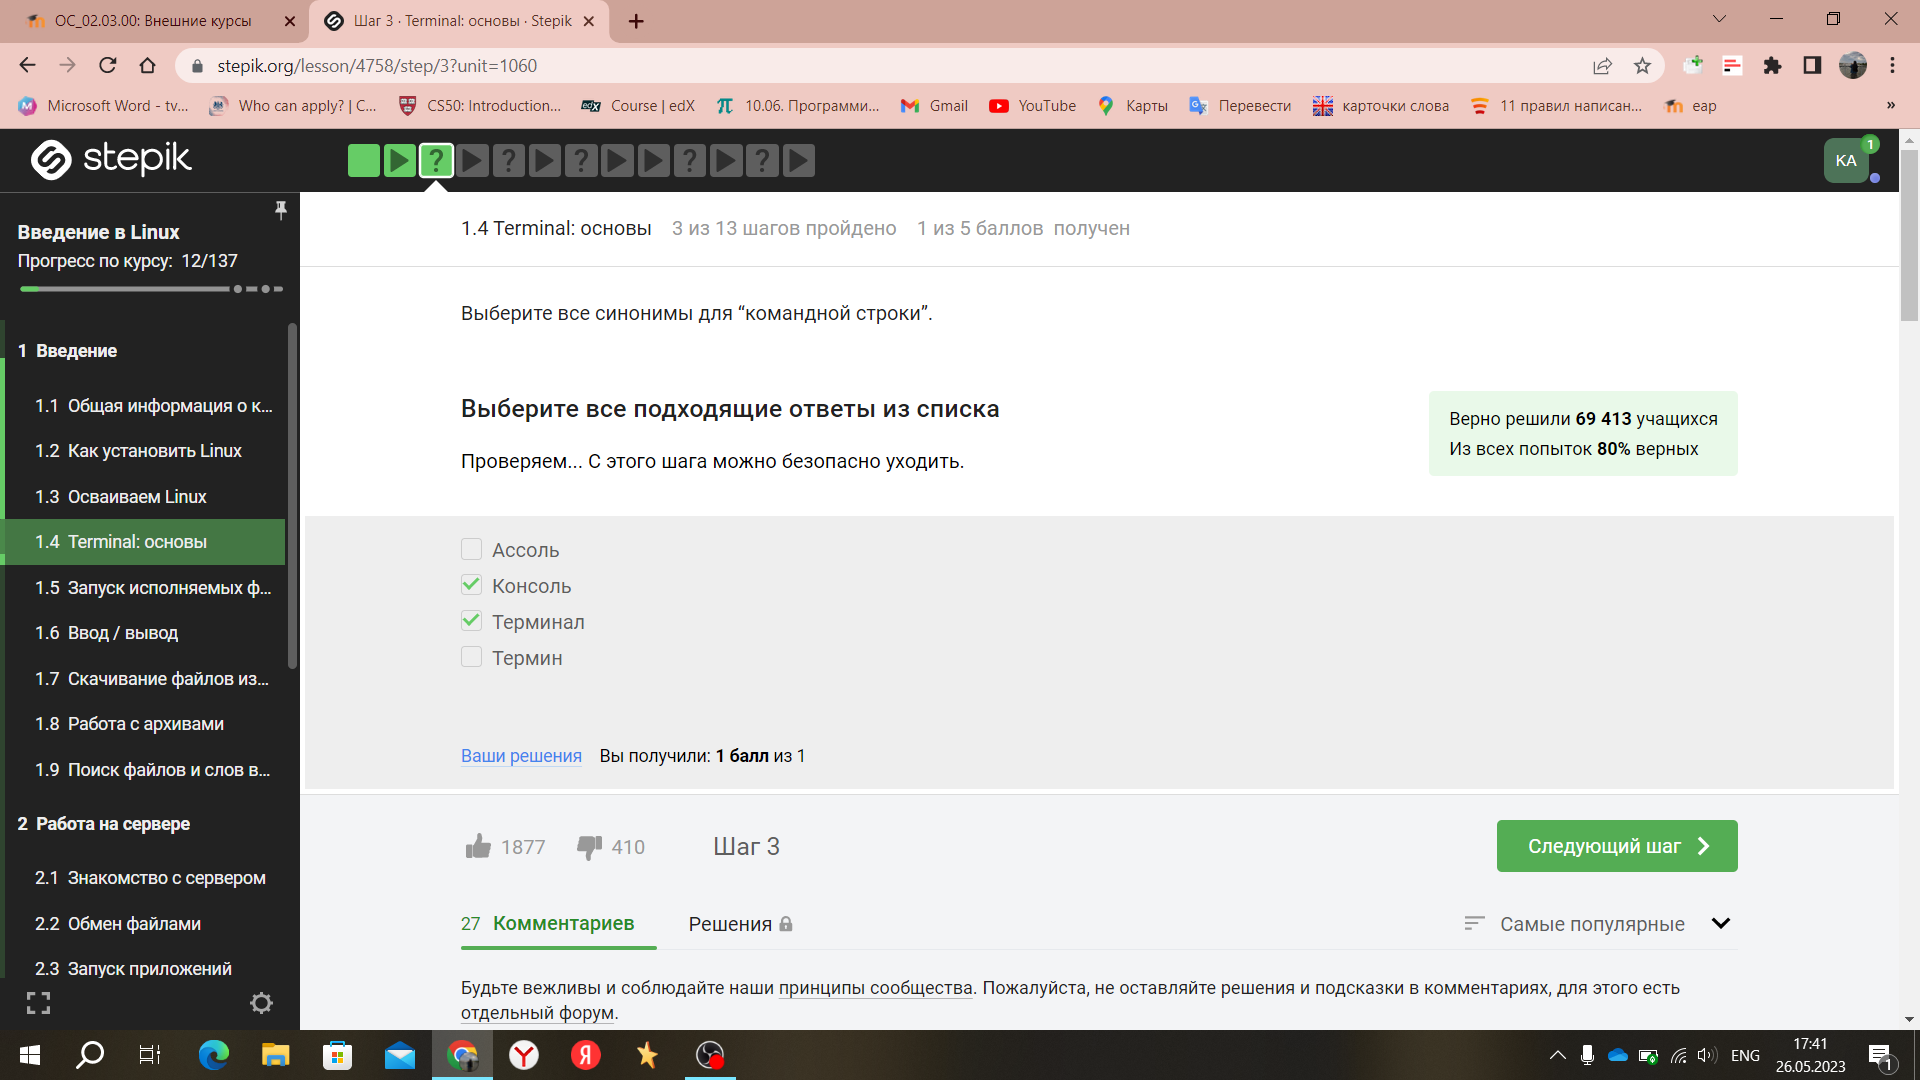 ОС_02.03.00: Внешние курсы
Шаг 3 · Terminal: основы · Stepik
stepik.org/lesson/4758/step/3?unit=1060
Microsoft Word - tv...
Who can apply? | C...
CS50: Introduction...
edX
Course | edX
10.06. Программи...
Gmail
YouTube
Карты
Перевести
карточки слова
11 правил написан...
eap
»
stepik
KA
1
Введение в Linux
Прогресс по курсу: 12/137
1 Введение
1.1 Общая информация о к...
1.2 Как установить Linux
1.3 Осваиваем Linux
1.4 Terminal: основы
1.5 Запуск исполняемых ф...
1.6 Ввод / вывод
1.7 Скачивание файлов из...
1.8 Работа с архивами
1.9 Поиск файлов и слов в...
2 Работа на сервере
2.1 Знакомство с сервером
2.2 Обмен файлами
2.3 Запуск приложений
1.4 Terminal: основы 3 из 13 шагов пройдено 1 из 5 баллов получен
Выберите все синонимы для “командной строки”.
Выберите все подходящие ответы из списка
Проверяем... С этого шага можно безопасно уходить.
Верно решили 69 413 учащихся
Из всех попыток 80% верных
Ассоль
Консоль
Терминал
Термин
Ваши решения Вы получили: 1 балл из 1
1877 410 Шаг 3
Следующий шаг
27 Комментариев Решения
Самые популярные
Будьте вежливы и соблюдайте наши принципы сообщества. Пожалуйста, не оставляйте решения и подсказки в комментариях, для этого есть
отдельный форум.
ENG
17:41
26.05.2023
1